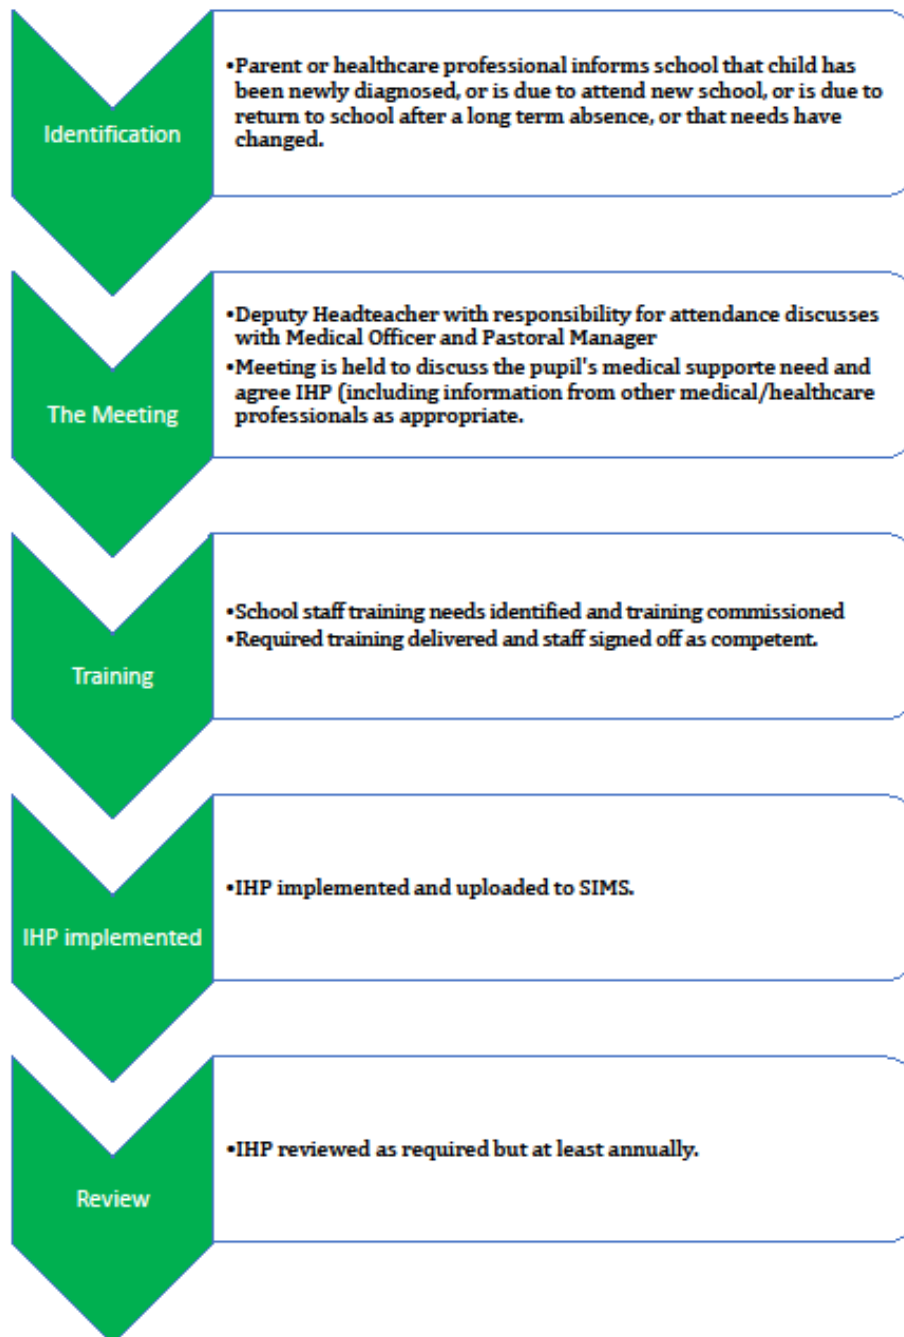 Identification
•Parent or healthcare professional informs school that child has
been newly diagnosed, or is due to attend new school, or is due to
return to school after a long term absence, or that needs have
changed.
The Meeting
•Deputy Headteacher with responsibility for attendance discusses
with Medical Officer and Pastoral Manager
•Meeting is held to discuss the pupil's medical supporte need and
agree IHP (including information from other medical/healthcare
professionals as appropriate.
Training
•School staff training needs identified and training commissioned
•Required training delivered and staff signed off as competent.
IHP implemented
•IHP implemented and uploaded to SIMS.
Review
•IHP reviewed as required but at least annually.